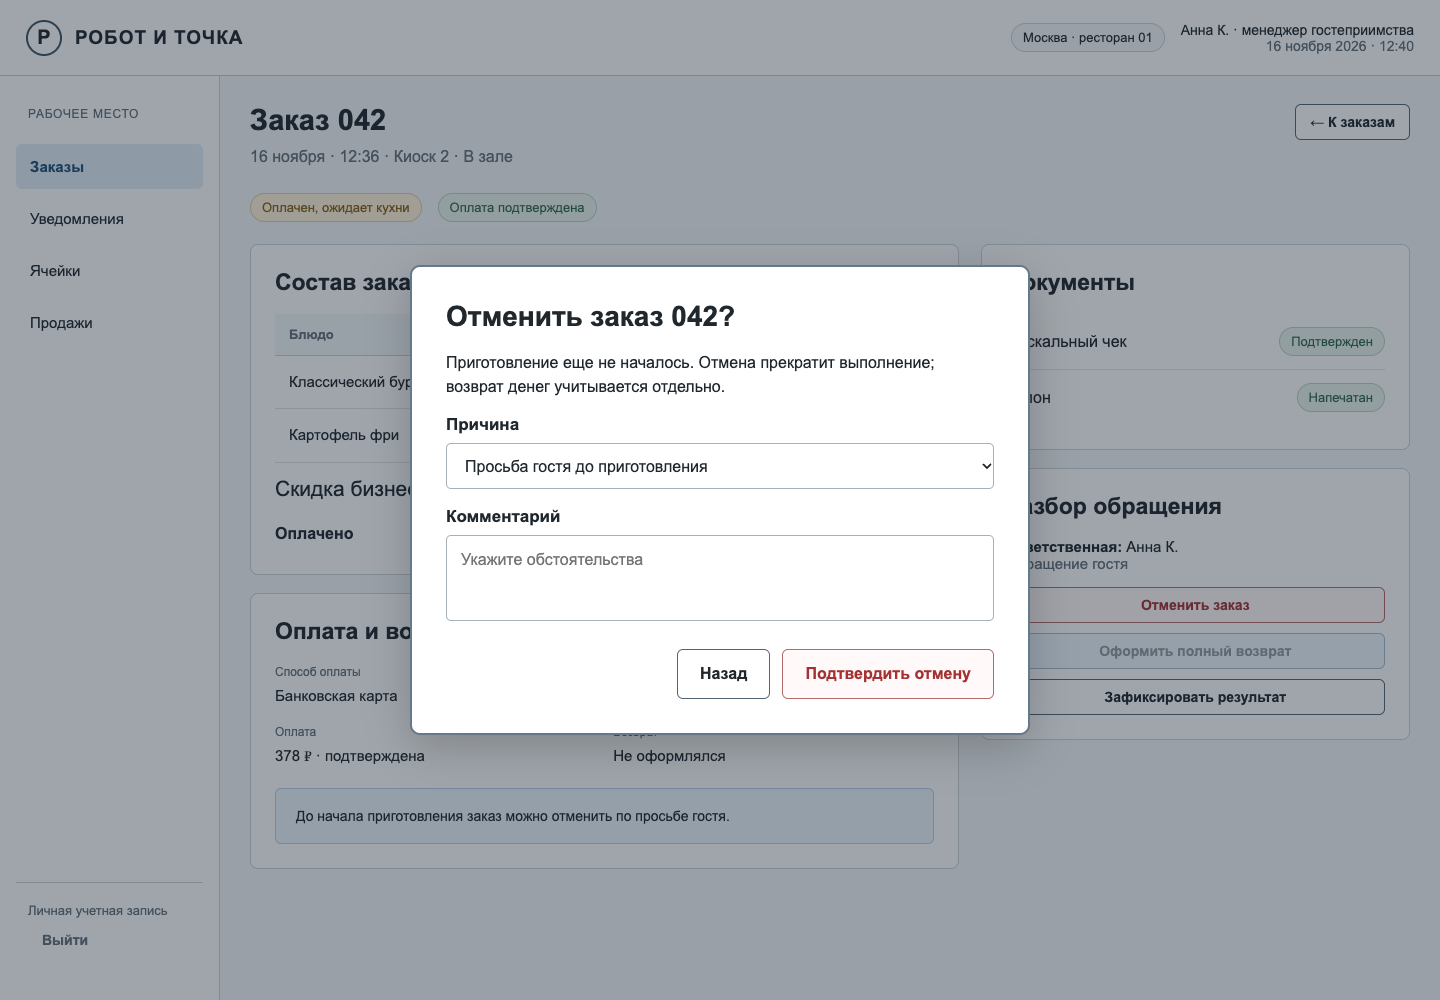 Р РОБОТ И ТОЧКА
Москва · ресторан 01
Анна К. · менеджер гостеприимства
16 ноября 2026 · 12:40
РАБОЧЕЕ МЕСТО
Заказы
Уведомления
Ячейки
Продажи
Личная учетная запись
Выйти
Заказ 042
16 ноября · 12:36 · Киоск 2 · В зале
← К заказам
Оплачен, ожидает кухни
Оплата подтверждена
Состав зака
Блюдо
Классический бур
Картофель фри
Скидка бизнес
Оплачено
Оплата и во
Способ оплаты
Банковская карта
Оплата
378 ₽ · подтверждена
Не оформлялся
До начала приготовления заказ можно отменить по просьбе гостя.
Отменить заказ 042?
Приготовление еще не началось. Отмена прекратит выполнение;
возврат денег учитывается отдельно.
Причина
Просьба гостя до приготовления
Комментарий
Укажите обстоятельства
Назад
Подтвердить отмену
окументы
скальный чек
Подтвержден
он
Напечатан
азбор обращения
ветственная: Анна К.
ращение гостя
Отменить заказ
Оформить полный возврат
Зафиксировать результат